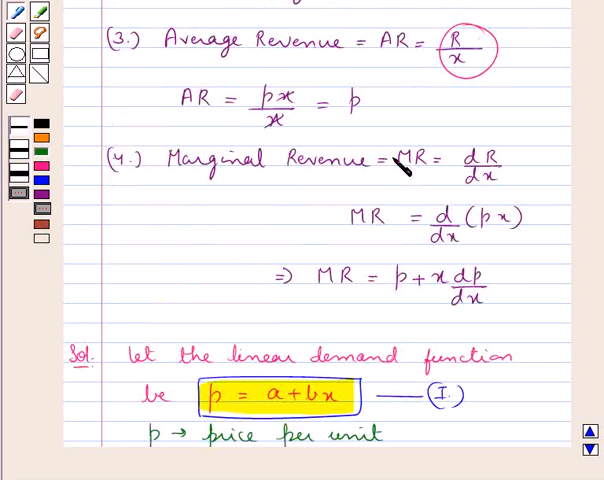 (3.) Average Revenue = AR = R/x
AR = px/x = p
(4.) Marginal Revenue = MR = dR/dx
MR = d/dx (px)
⇒ MR = p + x dp/dx
Sol. Let the linear demand function
be p = a + bx —— (I.)
p → price per unit